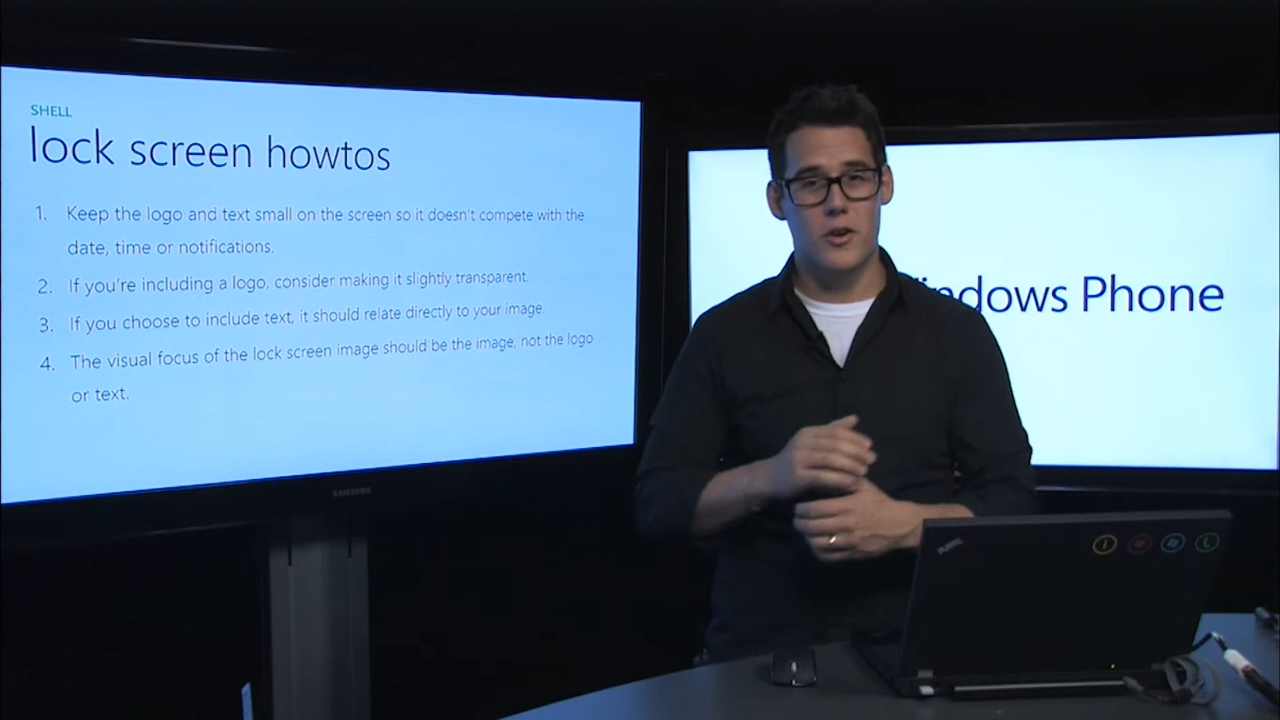 SHELL
lock screen howtos
1. Keep the logo and text small on the screen so it doesn't compete with the
date, time or notifications.
2. If you're including a logo, consider making it slightly transparent.
3. If you choose to include text, it should relate directly to your image.
4. The visual focus of the lock screen image should be the image, not the logo
or text.
indows Phone
SAMSUNG
ThinkPad